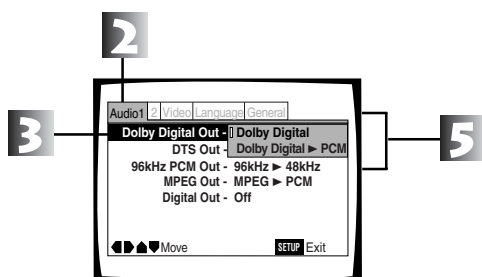 2
Audio1 2 Video Language General
3
Dolby Digital Out - Dolby Digital
5
DTS Out - Dolby Digital ► PCM
96kHz PCM Out - 96kHz ► 48kHz
MPEG Out - MPEG ► PCM
Digital Out - Off
Move SETUP Exit